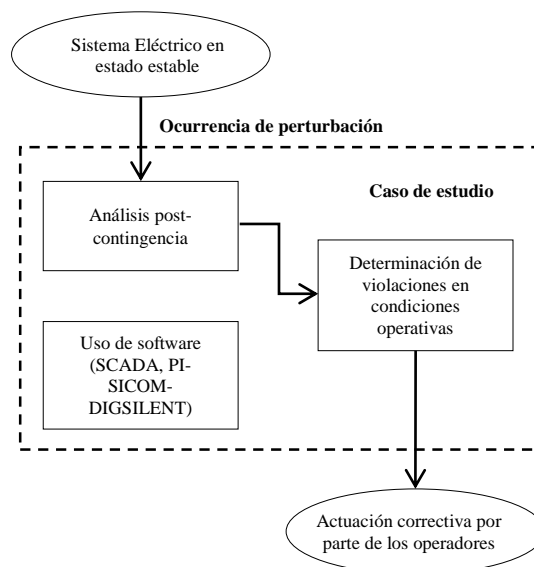 Sistema Eléctrico en
estado estable
Ocurrencia de perturbación
Caso de estudio
Análisis post-
contingencia
Determinación de
violaciones en
condiciones
operativas
Uso de software
(SCADA, PI-
SICOM-
DIGSILENT)
Actuación correctiva por
parte de los operadores